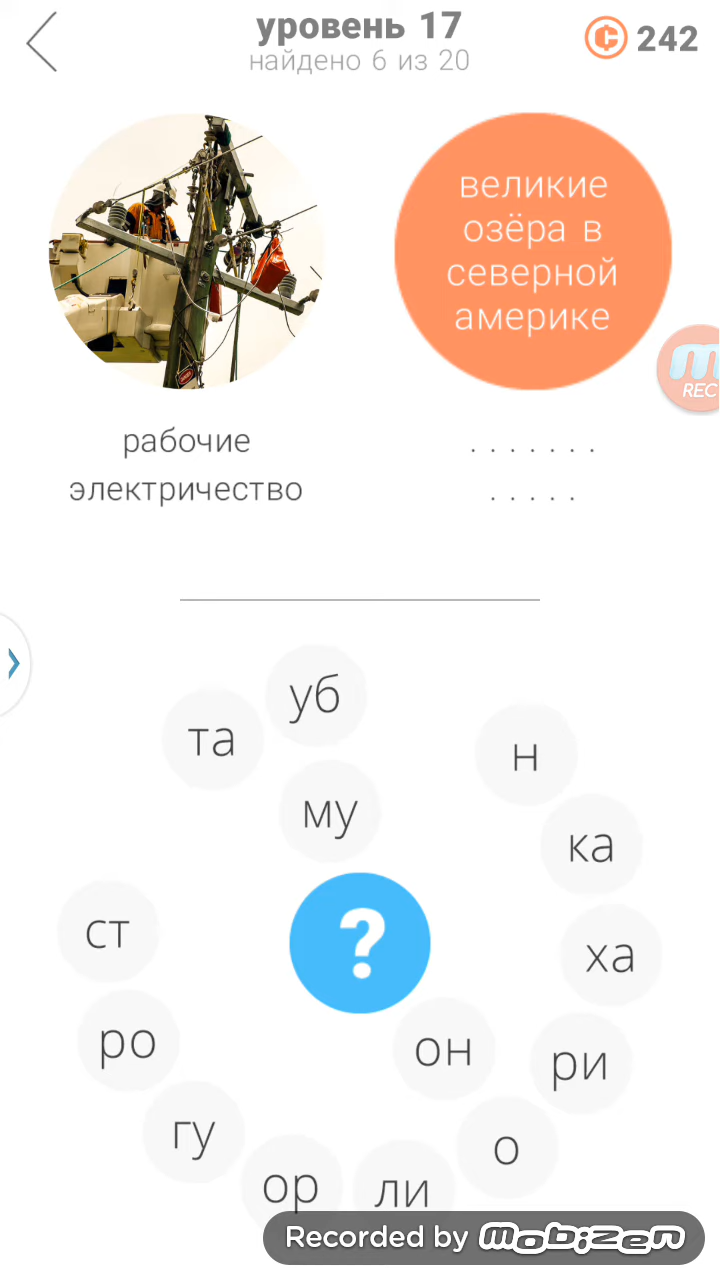 уровень 17
найдено 6 из 20
242
великие
озёра в
северной
америке
REC
рабочие
электричество
. . . . . . .
. . . . .
уб
та
н
му
ка
ст
?
ха
ро
он
ри
гу
о
ор
ли
Recorded by mobizen